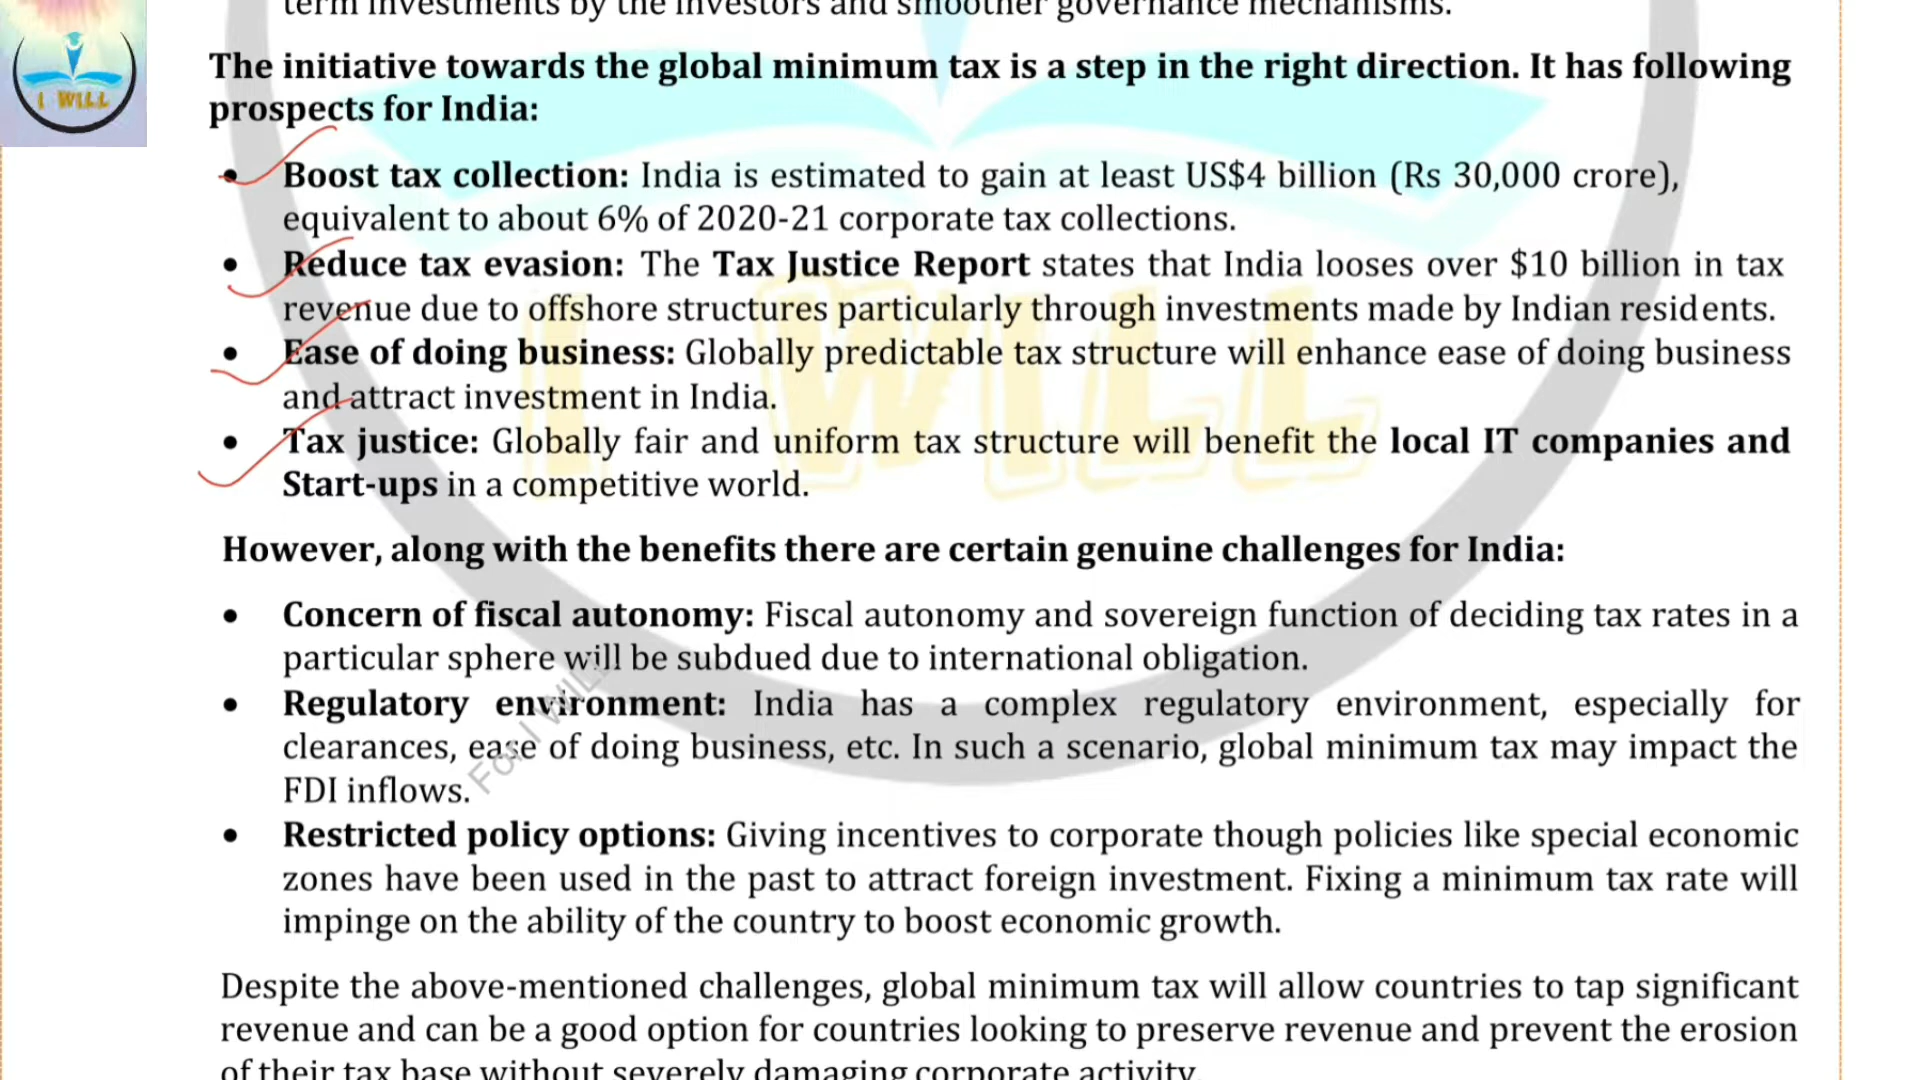 term investments by the investors and smoother governance mechanisms.
I WILL
The initiative towards the global minimum tax is a step in the right direction. It has following
prospects for India:
• Boost tax collection: India is estimated to gain at least US$4 billion (Rs 30,000 crore),
equivalent to about 6% of 2020-21 corporate tax collections.
• Reduce tax evasion: The Tax Justice Report states that India looses over $10 billion in tax
revenue due to offshore structures particularly through investments made by Indian residents.
• Ease of doing business: Globally predictable tax structure will enhance ease of doing business
and attract investment in India.
• Tax justice: Globally fair and uniform tax structure will benefit the local IT companies and
Start-ups in a competitive world.
I WILL
However, along with the benefits there are certain genuine challenges for India:
• Concern of fiscal autonomy: Fiscal autonomy and sovereign function of deciding tax rates in a
particular sphere will be subdued due to international obligation.
• Regulatory environment: India has a complex regulatory environment, especially for
clearances, ease of doing business, etc. In such a scenario, global minimum tax may impact the
FDI inflows.
For I WILL
• Restricted policy options: Giving incentives to corporate though policies like special economic
zones have been used in the past to attract foreign investment. Fixing a minimum tax rate will
impinge on the ability of the country to boost economic growth.
Despite the above-mentioned challenges, global minimum tax will allow countries to tap significant
revenue and can be a good option for countries looking to preserve revenue and prevent the erosion
of their tax base without severely damaging corporate activity.